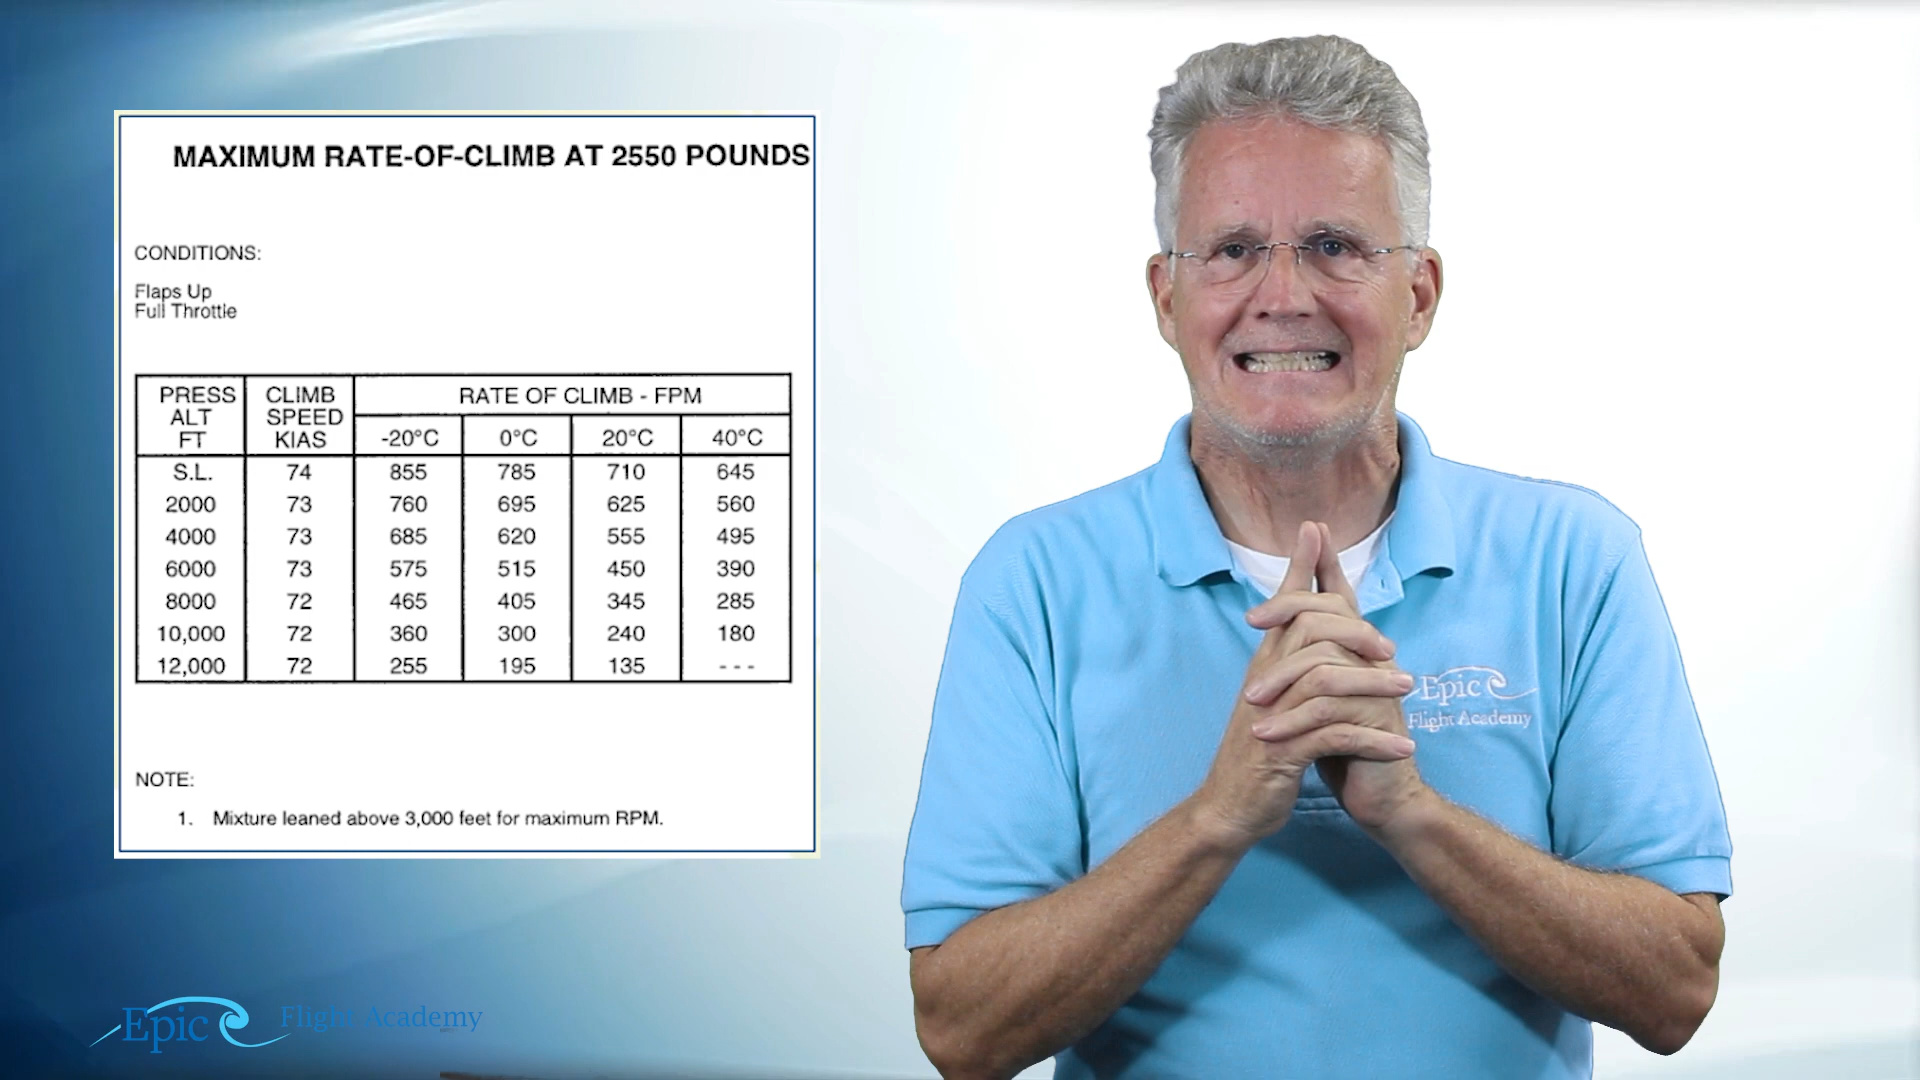 MAXIMUM RATE-OF-CLIMB AT 2550 POUNDS
CONDITIONS:
Flaps Up
Full Throttle
PRESS ALT FT CLIMB SPEED KIAS RATE OF CLIMB - FPM
-20°C 0°C 20°C 40°C
S.L. 74 855 785 710 645
2000 73 760 695 625 560
4000 73 685 620 555 495
6000 73 575 515 450 390
8000 72 465 405 345 285
10,000 72 360 300 240 180
12,000 72 255 195 135 ---
NOTE:
1. Mixture leaned above 3,000 feet for maximum RPM.
Epic
Flight Academy
Epic Flight Academy